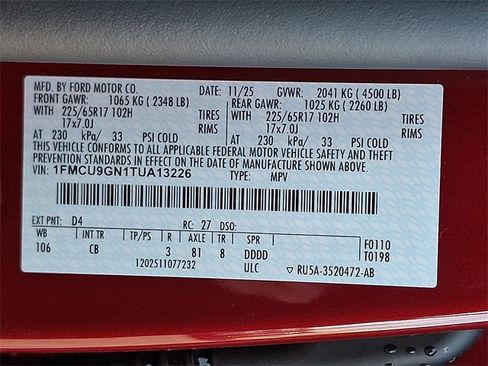 MFD. BY FORD MOTOR CO. DATE: 11/25 GVWR: 2041 KG ( 4500 LB)
FRONT GAWR: 1065 KG ( 2348 LB) REAR GAWR: 1025 KG ( 2260 LB)
WITH 225/65R17 102H TIRES WITH 225/65R17 102H TIRES
17x7.0J RIMS 17x7.0J RIMS
AT 230 kPa/ 33 PSI COLD AT 230 kPa/ 33 PSI COLD
THIS VEHICLE CONFORMS TO ALL APPLICABLE FEDERAL MOTOR VEHICLE SAFETY AND THEFT
PREVENTION STANDARDS IN EFFECT ON THE DATE OF MANUFACTURE SHOWN ABOVE.
VIN: 1FMCU9GN1TUA13226 TYPE: MPV
EXT PNT: D4 RC: 27 DSO: F0110
WB INT TR TP/PS R AXLE TR SPR T0198
106 CB 3 81 8 DDDD
1202511077232 ULC ▽ RU5A-3520472-AB